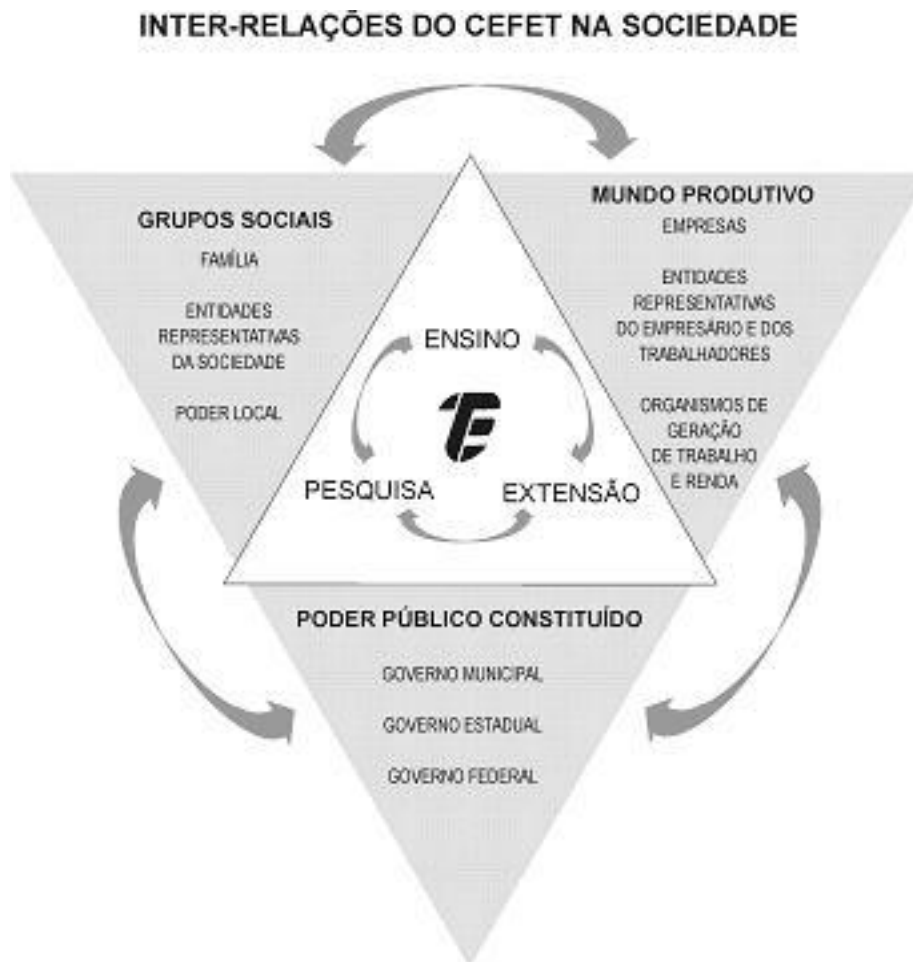 INTER-RELAÇÕES DO CEFET NA SOCIEDADE
GRUPOS SOCIAIS
FAMÍLIA
ENTIDADES
REPRESENTATIVAS
DA SOCIEDADE
PODER LOCAL
MUNDO PRODUTIVO
EMPRESAS
ENTIDADES
REPRESENTATIVAS
DO EMPRESÁRIO E DOS
TRABALHADORES
ORGANISMOS DE
GERAÇÃO
DE TRABALHO
E RENDA
ENSINO
PESQUISA
EXTENSÃO
PODER PÚBLICO CONSTITUÍDO
GOVERNO MUNICIPAL
GOVERNO ESTADUAL
GOVERNO FEDERAL